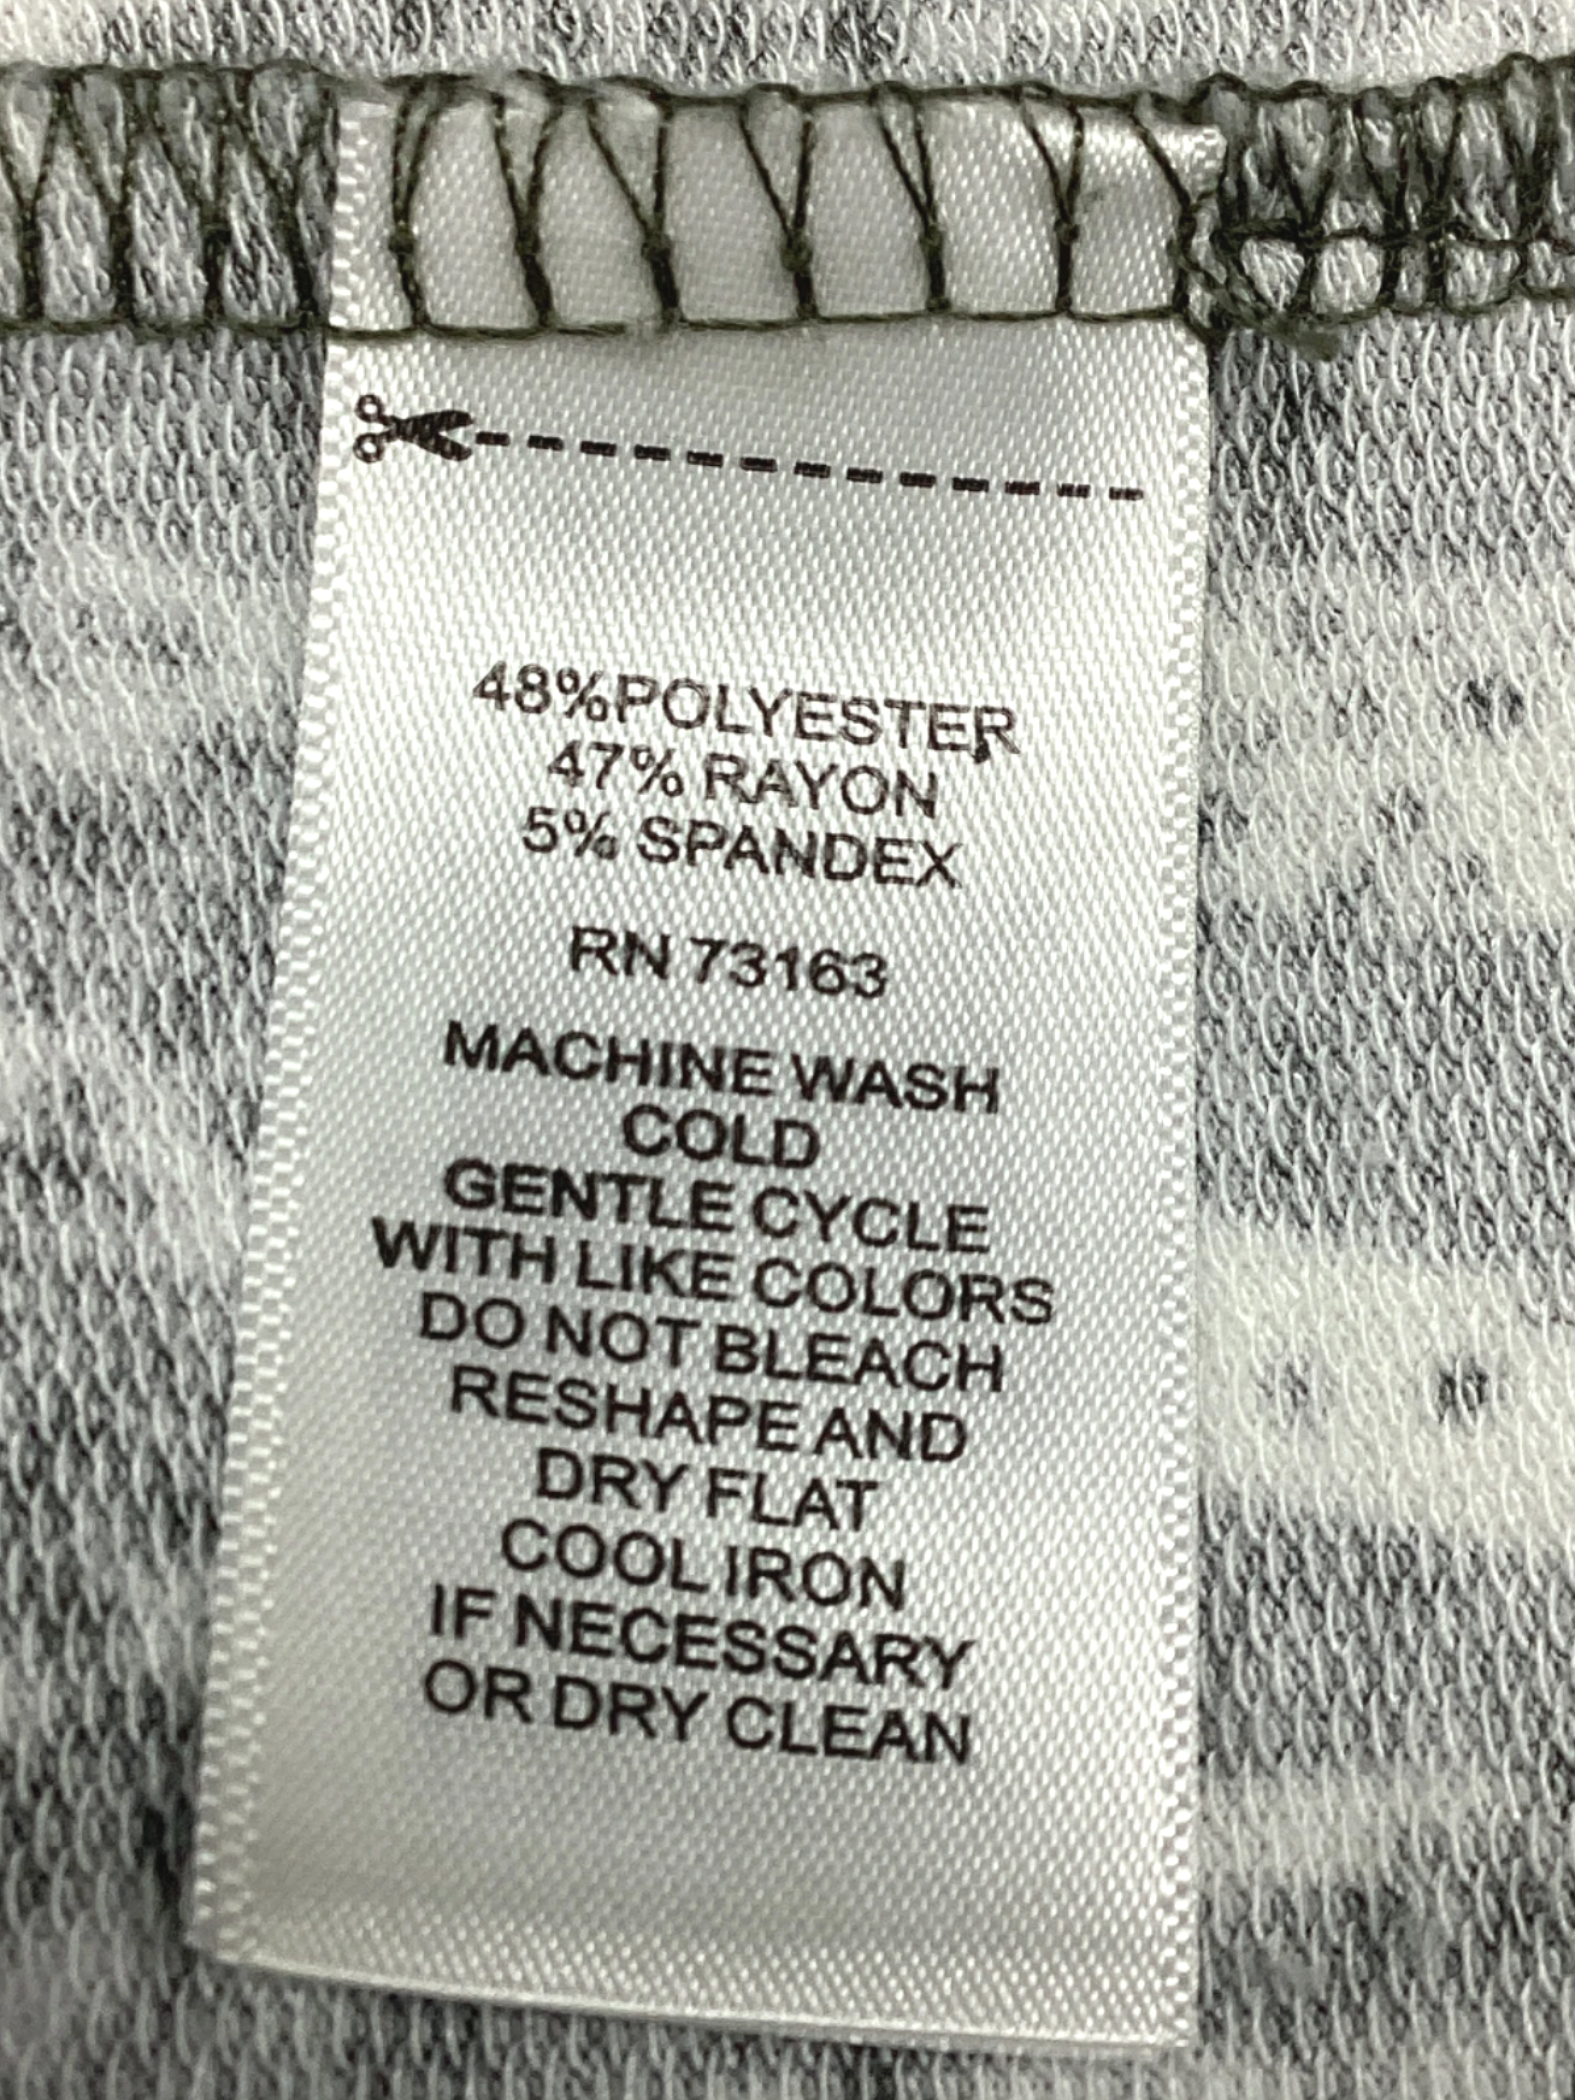 48%POLYESTER
47% RAYON
5% SPANDEX
RN 73163
MACHINE WASH
COLD
GENTLE CYCLE
WITH LIKE COLORS
DO NOT BLEACH
RESHAPE AND
DRY FLAT
COOL IRON
IF NECESSARY
OR DRY CLEAN